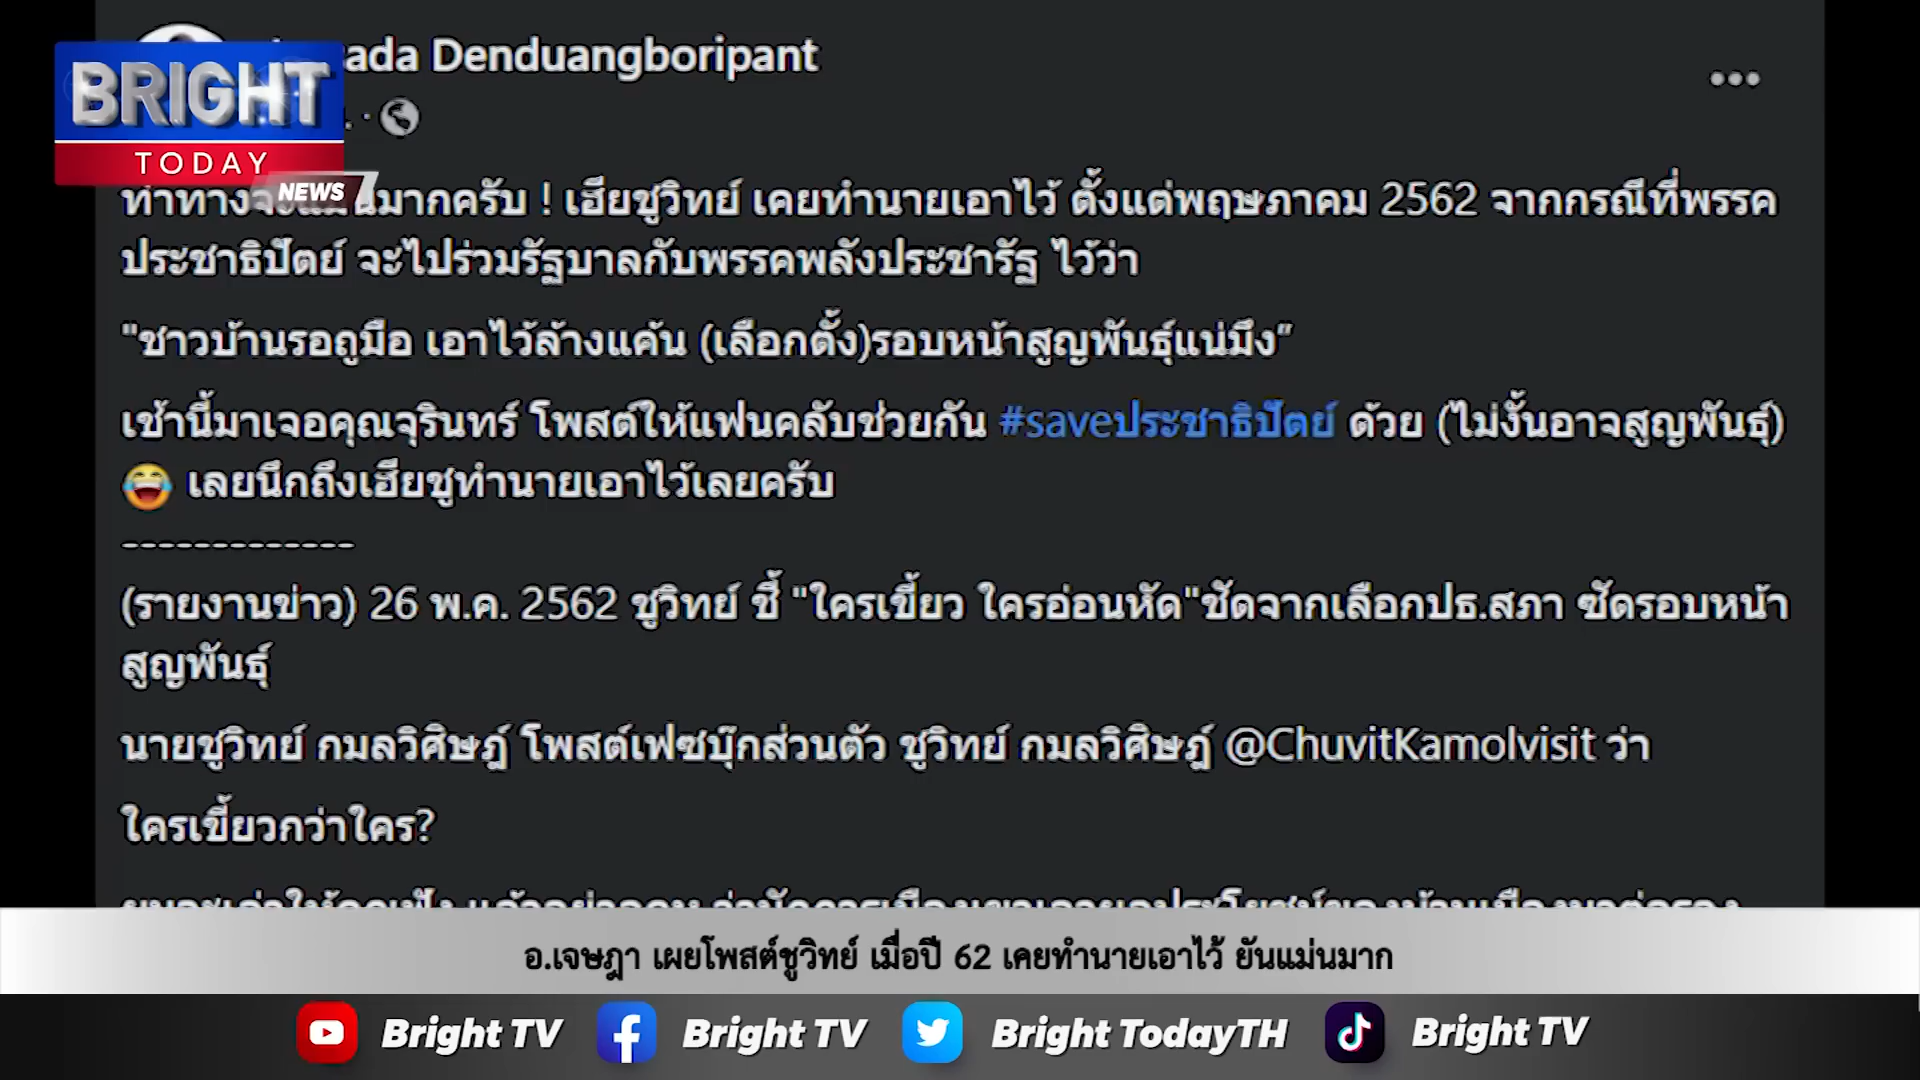 BRIGHT
TODAY
NEWS
Denduangboripant
มากครับ ! เฮียชูวิทย์ เคยทำนายเอาไว้ ตั้งแต่พฤษภาคม 2562 จากกรณีที่พรรค
ประชาธิปัตย์ จะไปร่วมรัฐบาลกับพรรคพลังประชารัฐ ไว้ว่า
"ชาวบ้านรอถูมือ เอาไว้ล้างแค้น (เลือกตั้ง)รอบหน้าสูญพันธุ์แน่มึง”
เช้านี้มาเจอคุณจุรินทร์ โพสต์ให้แฟนคลับช่วยกัน #saveประชาธิปัตย์ ด้วย (ไม่งั้นอาจสูญพันธุ์)
😂 เลยนึกถึงเฮียชูทำนายเอาไว้เลยครับ
-------------
(รายงานข่าว) 26 พ.ค. 2562 ชูวิทย์ ชี้ "ใครเขี้ยว ใครอ่อนหัด"ชัดจากเลือกปธ.สภา ซัดรอบหน้า
สูญพันธุ์
นายชูวิทย์ กมลวิศิษฎ์ โพสต์เฟซบุ๊กส่วนตัว ชูวิทย์ กมลวิศิษฎ์ @ChuvitKamolvisit ว่า
ใครเขี้ยวกว่าใคร?
อ.เจษฎา เผยโพสต์ชูวิทย์ เมื่อปี 62 เคยทำนายเอาไว้ ยันแม่นมาก
Bright TV Bright TV Bright TodayTH Bright TV